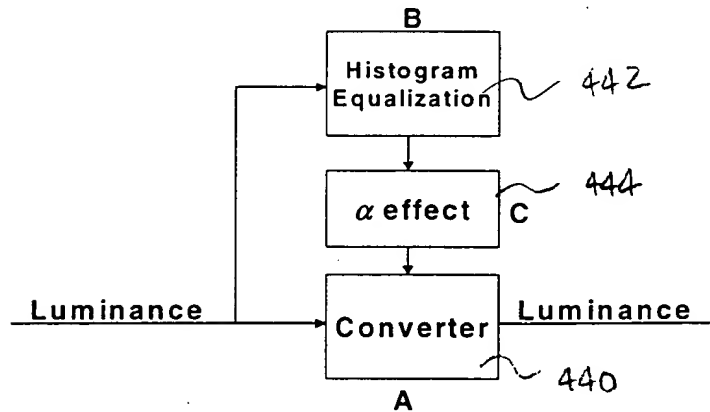 B
Histogram
Equalization
442
α effect
444
C
Luminance
Converter
Luminance
440
A